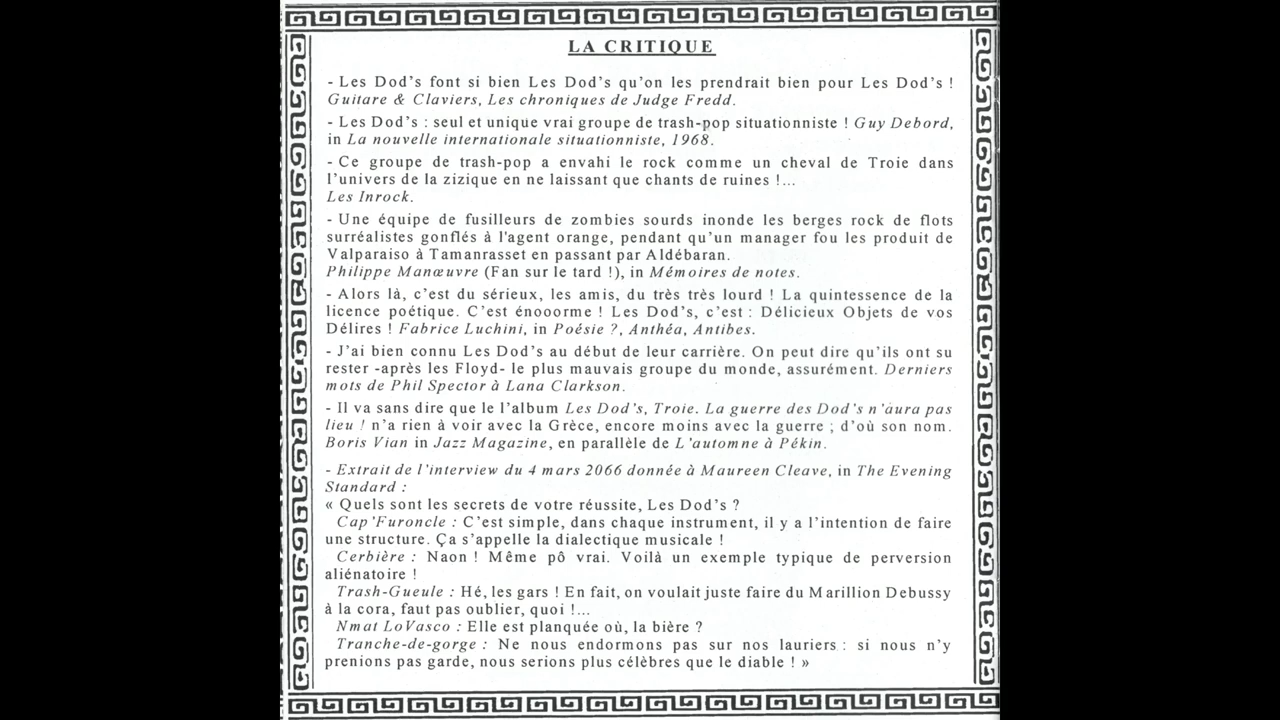 LA CRITIQUE
- Les Dod's font si bien Les Dod's qu'on les prendrait bien pour Les Dod's !
Guitare & Claviers, Les chroniques de Judge Fredd.
- Les Dod's : seul et unique vrai groupe de trash-pop situationniste ! Guy Debord,
in La nouvelle internationale situationniste, 1968.
- Ce groupe de trash-pop a envahi le rock comme un cheval de Troie dans
l'univers de la zizique en ne laissant que chants de ruines !...
Les Inrock.
- Une équipe de fusilleurs de zombies sourds inonde les berges rock de flots
surréalistes gonflés à l'agent orange, pendant qu'un manager fou les produit de
Valparaiso à Tamanrasset en passant par Aldébaran.
Philippe Manœuvre (Fan sur le tard !), in Mémoires de notes.
- Alors là, c'est du sérieux, les amis, du très très lourd ! La quintessence de la
licence poétique. C'est énooorme ! Les Dod's, c'est : Délicieux Objets de vos
Délires ! Fabrice Luchini, in Poésie ?, Anthéa, Antibes.
- J'ai bien connu Les Dod's au début de leur carrière. On peut dire qu'ils ont su
rester -après les Floyd- le plus mauvais groupe du monde, assurément. Derniers
mots de Phil Spector à Lana Clarkson.
- Il va sans dire que le l'album Les Dod's, Troie. La guerre des Dod's n'aura pas
lieu ! n'a rien à voir avec la Grèce, encore moins avec la guerre ; d'où son nom.
Boris Vian in Jazz Magazine, en parallèle de L'automne à Pékin.
- Extrait de l'interview du 4 mars 2066 donnée à Maureen Cleave, in The Evening
Standard :
« Quels sont les secrets de votre réussite, Les Dod's ?
Cap'Furoncle : C'est simple, dans chaque instrument, il y a l'intention de faire
une structure. Ça s'appelle la dialectique musicale !
Cerbière : Naon ! Même pô vrai. Voilà un exemple typique de perversion
aliénatoire !
Trash-Gueule : Hé, les gars ! En fait, on voulait juste faire du Marillion Debussy
à la cora, faut pas oublier, quoi !...
Nmat LoVasco : Elle est planquée où, la bière ?
Tranche-de-gorge : Ne nous endormons pas sur nos lauriers : si nous n'y
prenions pas garde, nous serions plus célèbres que le diable ! »